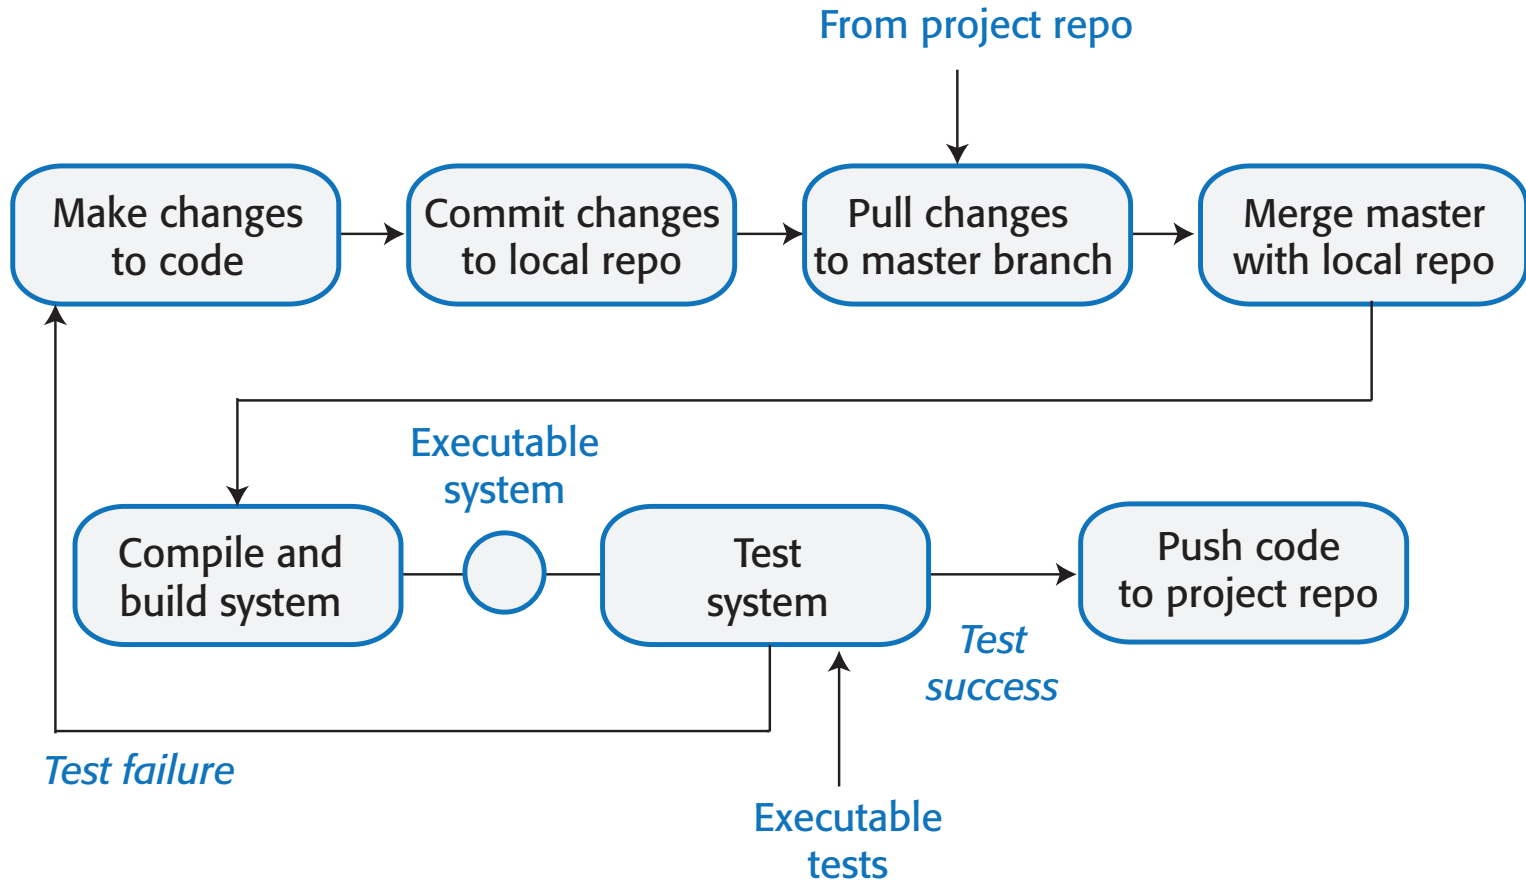 From project repo
Make changes
to code
Commit changes
to local repo
Pull changes
to master branch
Merge master
with local repo
Executable
system
Compile and
build system
Test
system
Push code
to project repo
Test
success
Test failure
Executable
tests